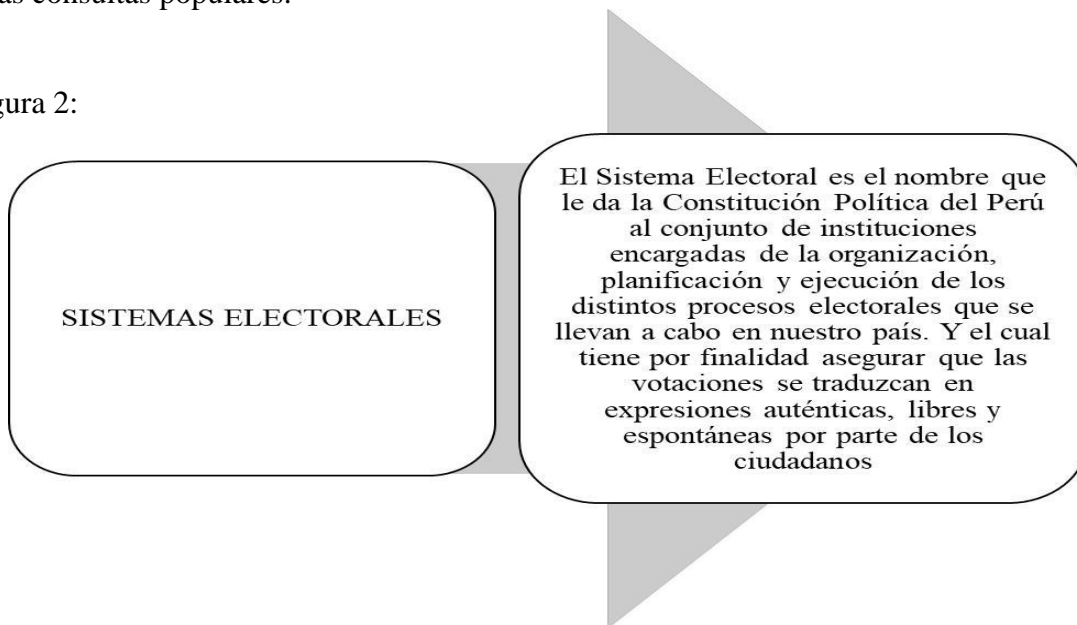 as consultas populares.
gura 2:
SISTEMAS ELECTORALES
El Sistema Electoral es el nombre que
le da la Constitución Política del Perú
al conjunto de instituciones
encargadas de la organización,
planificación y ejecución de los
distintos procesos electorales que se
llevan a cabo en nuestro país. Y el cual
tiene por finalidad asegurar que las
votaciones se traduzcan en
expresiones auténticas, libres y
espontáneas por parte de los
ciudadanos